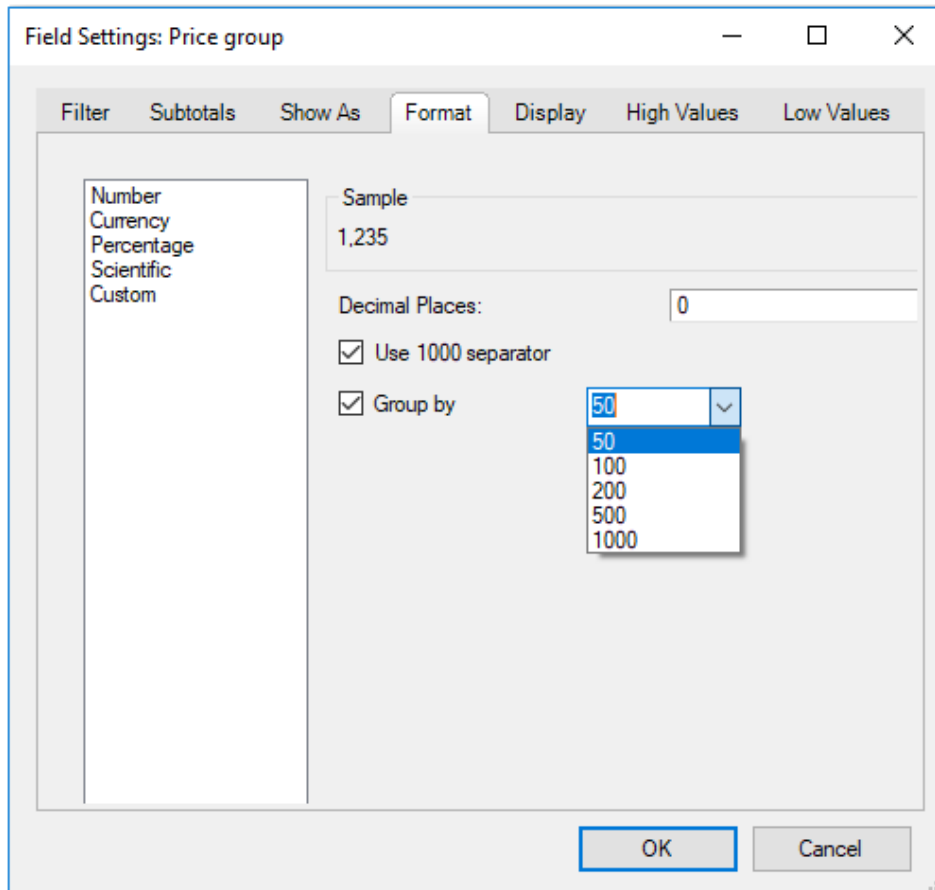 Field Settings: Price group
Filter Subtotals Show As Format Display High Values Low Values
Number
Currency
Percentage
Scientific
Custom
Sample
1,235
Decimal Places: 0
Use 1000 separator
Group by 50
50
100
200
500
1000
OK Cancel